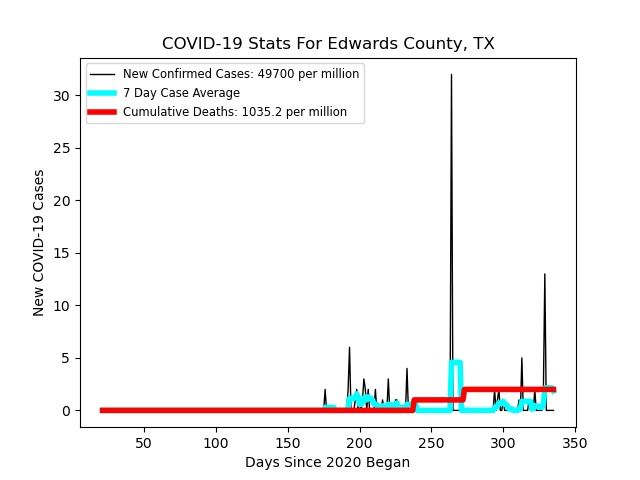 COVID-19 Stats For Edwards County, TX
New Confirmed Cases: 49700 per million
7 Day Case Average
Cumulative Deaths: 1035.2 per million
New COVID-19 Cases
30
25
20
15
10
5
0
50 100 150 200 250 300 350
Days Since 2020 Began